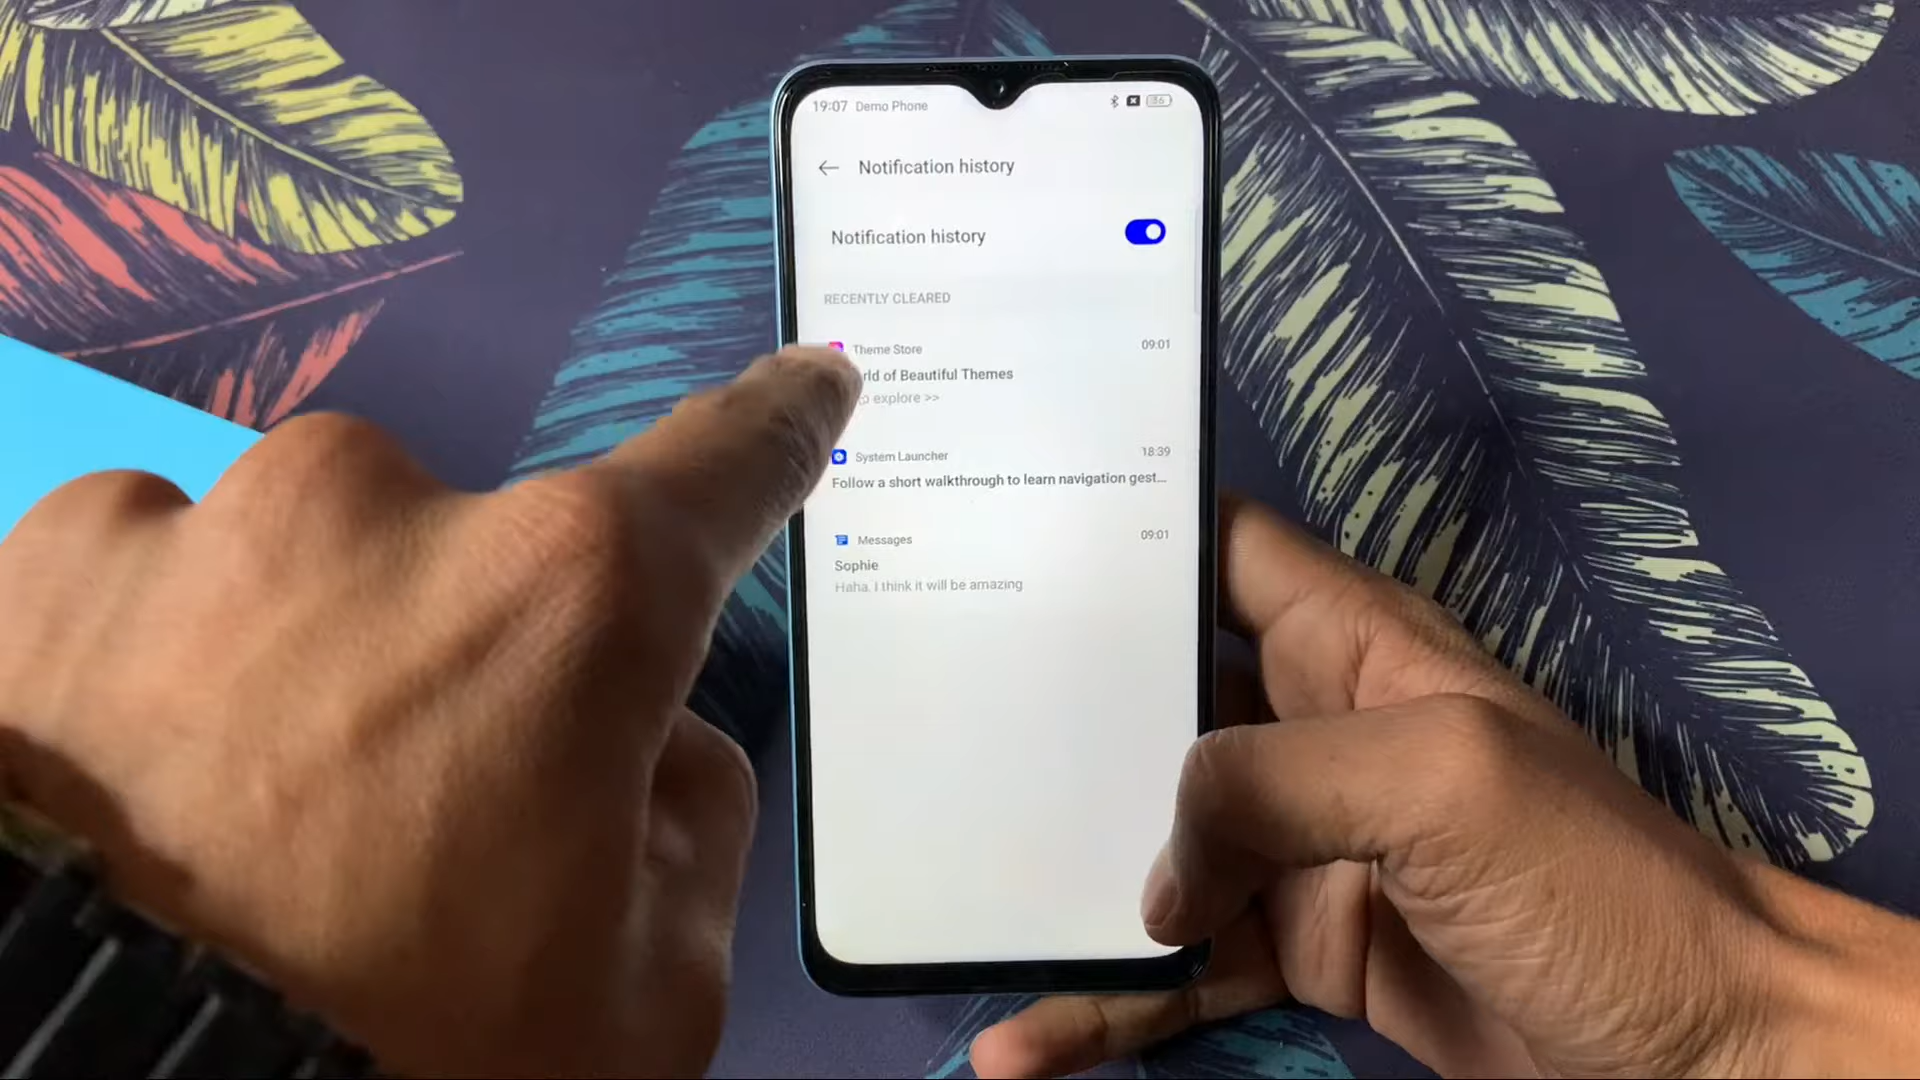 19:07 Demo Phone 86
Notification history
Notification history
RECENTLY CLEARED
Theme Store 09:01
of Beautiful Themes
explore >>
System Launcher 18:39
Follow a short walkthrough to learn navigation gest...
Messages 09:01
Sophie
Haha. I think it will be amazing